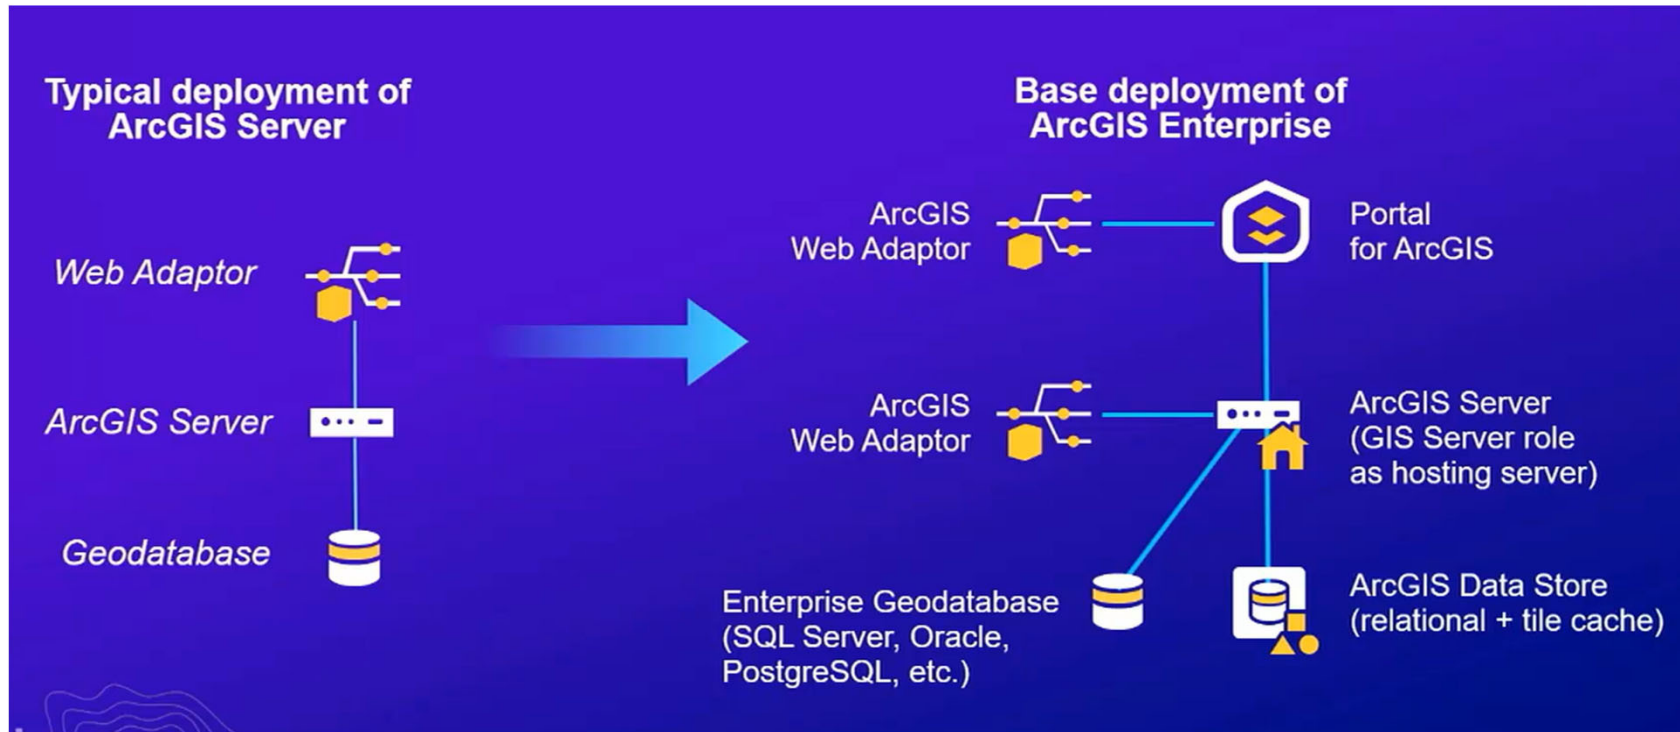 Typical deployment of
ArcGIS Server
Web Adaptor
ArcGIS Server
Geodatabase
Base deployment of
ArcGIS Enterprise
ArcGIS
Web Adaptor
Portal
for ArcGIS
ArcGIS
Web Adaptor
ArcGIS Server
(GIS Server role
as hosting server)
Enterprise Geodatabase
(SQL Server, Oracle,
PostgreSQL, etc.)
ArcGIS Data Store
(relational + tile cache)